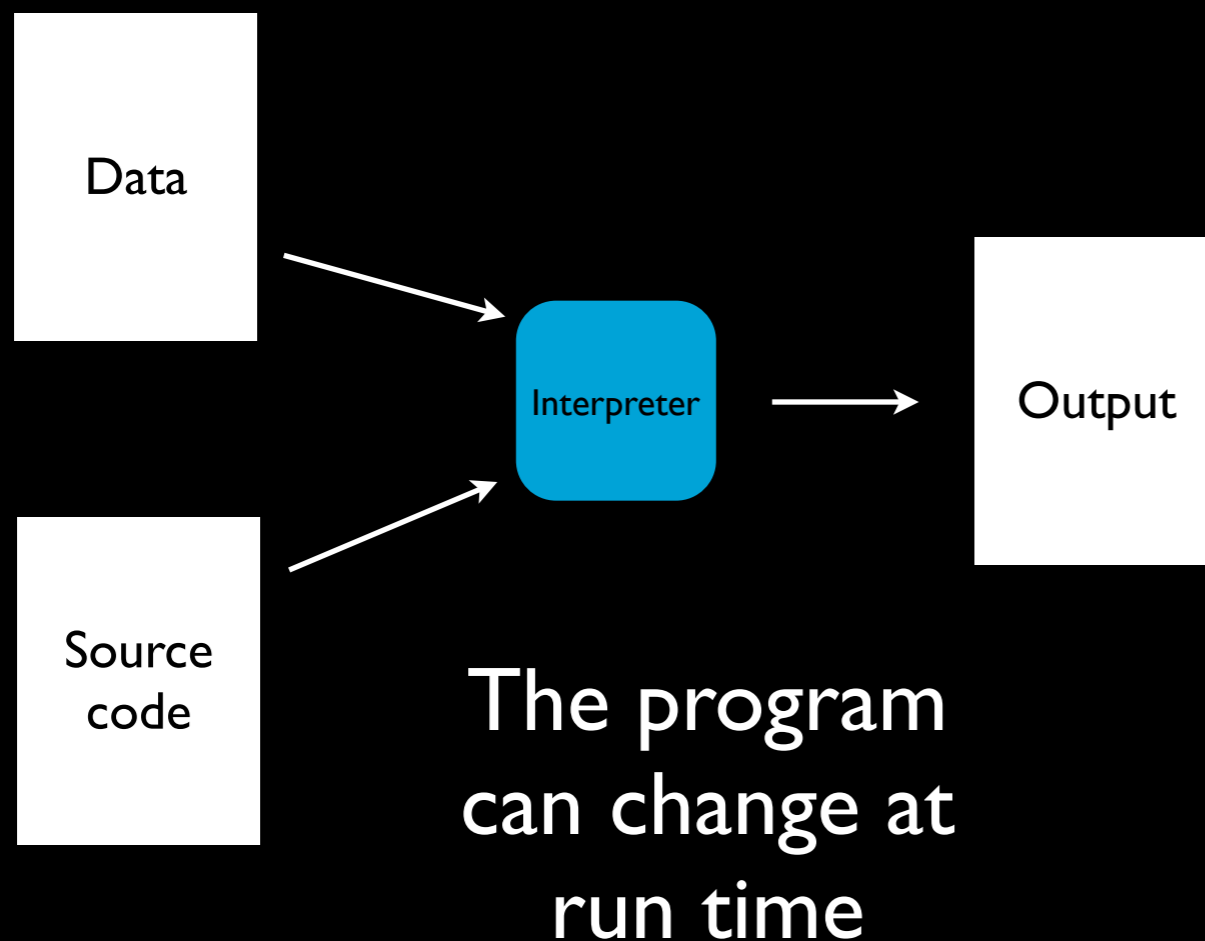 Data
Interpreter
Output
Source
code
The program
can change at
run time